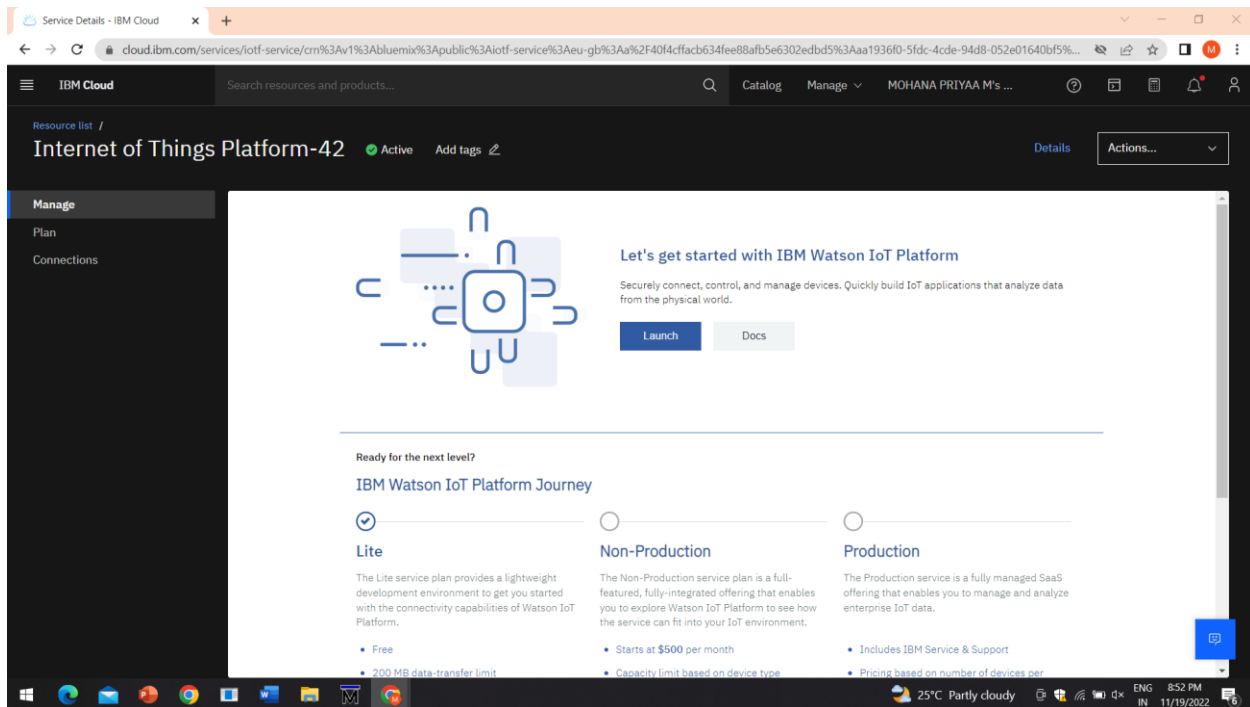 Service Details - IBM Cloud
cloud.ibm.com/services/iotf-service/crn%3Av1%3Abluemix%3Apublic%3Aiotf-service%3Aeu-gb%3Aa%2F40f4cffacb634fee88afb5e6302edbd5%3Aaa1936f0-5fdc-4cde-94d8-052e01640bf5%...
M
IBM Cloud
Search resources and products...
Catalog
Manage
MOHANA PRIYAA M's ...
Resource list /
Internet of Things Platform-42
Active
Add tags
Details
Actions...
Manage
Plan
Connections
Let's get started with IBM Watson IoT Platform
Securely connect, control, and manage devices. Quickly build IoT applications that analyze data
from the physical world.
Launch
Docs
Ready for the next level?
IBM Watson IoT Platform Journey
Lite
The Lite service plan provides a lightweight
development environment to get you started
with the connectivity capabilities of Watson IoT
Platform.
• Free
• 200 MB data-transfer limit
Non-Production
The Non-Production service plan is a full-
featured, fully-integrated offering that enables
you to explore Watson IoT Platform to see how
the service can fit into your IoT environment.
• Starts at $500 per month
• Capacity limit based on device type
Production
The Production service is a fully managed SaaS
offering that enables you to manage and analyze
enterprise IoT data.
• Includes IBM Service & Support
• Pricing based on number of devices per
25°C Partly cloudy
ENG
IN
8:52 PM
11/19/2022
6